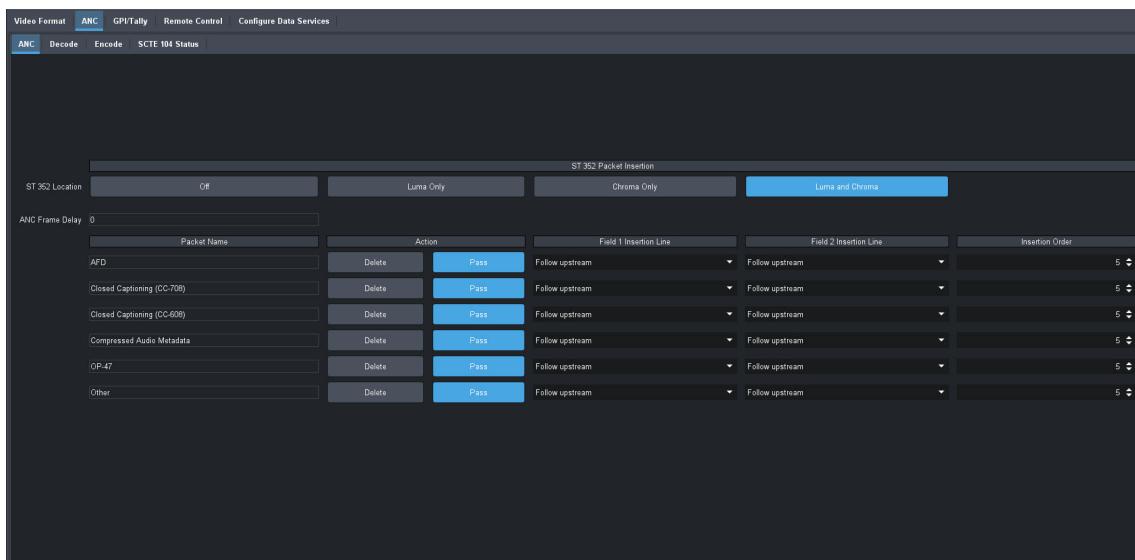 Video Format ANC GPI/Tally Remote Control Configure Data Services
ANC Decode Encode SCTE 104 Status
ST 352 Packet Insertion
ST 352 Location Off Luma Only Chroma Only Luma and Chroma
ANC Frame Delay 0
Packet Name Action Field 1 Insertion Line Field 2 Insertion Line Insertion Order
AFD Delete Pass Follow upstream Follow upstream 5
Closed Captioning (CC-708) Delete Pass Follow upstream Follow upstream 5
Closed Captioning (CC-608) Delete Pass Follow upstream Follow upstream 5
Compressed Audio Metadata Delete Pass Follow upstream Follow upstream 5
OP-47 Delete Pass Follow upstream Follow upstream 5
Other Delete Pass Follow upstream Follow upstream 5